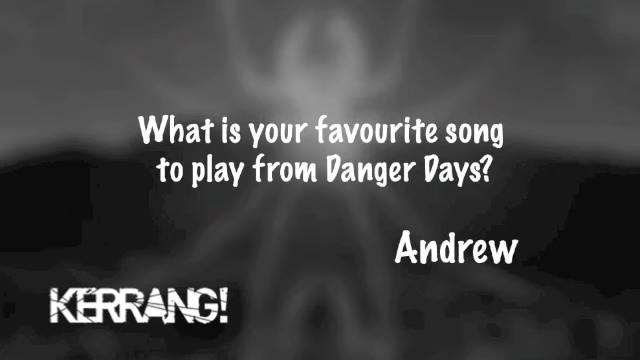 What is your favourite song
to play from Danger Days?
Andrew
KERRANG!